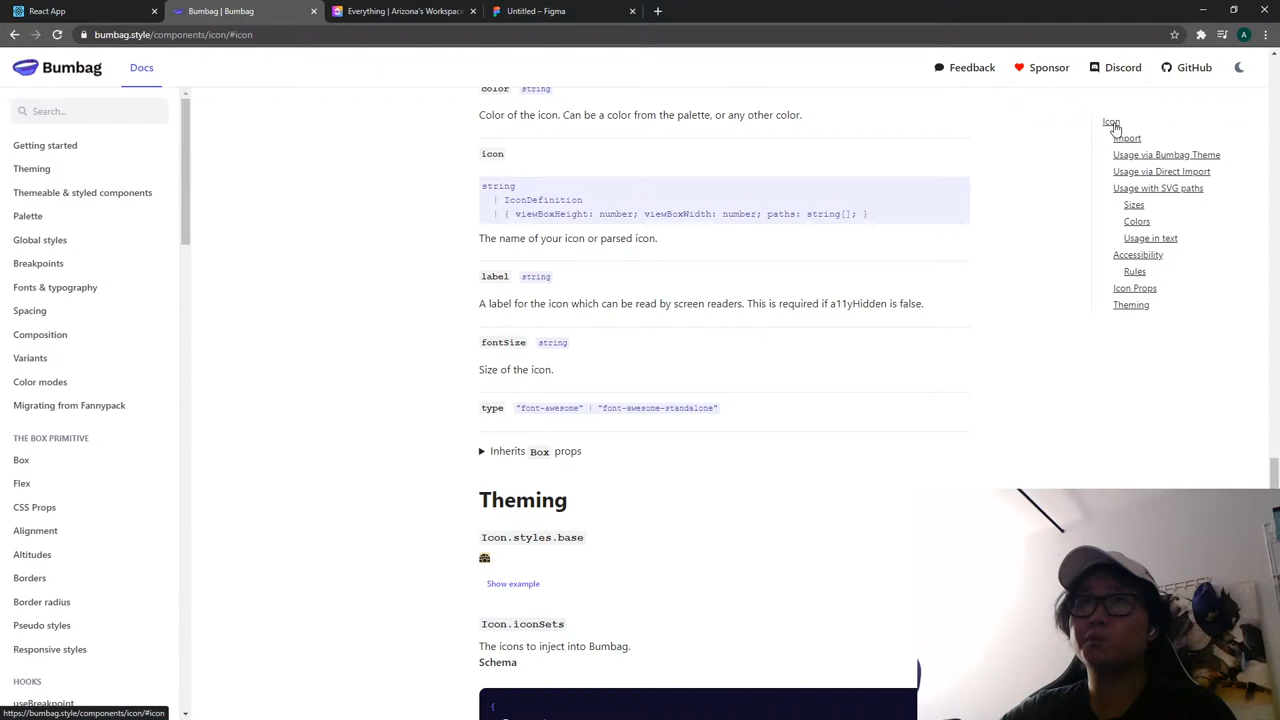 React App
Bumbag | Bumbag
Everything | Arizona's Workspace
Untitled – Figma
bumbag.style/components/icon/#icon
A
Bumbag
Docs
Feedback
Sponsor
Discord
GitHub
Search...
Getting started
Theming
Themeable & styled components
Palette
Global styles
Breakpoints
Fonts & typography
Spacing
Composition
Variants
Color modes
Migrating from Fannypack
THE BOX PRIMITIVE
Box
Flex
CSS Props
Alignment
Altitudes
Borders
Border radius
Pseudo styles
Responsive styles
HOOKS
useBreakpoint
https://bumbag.style/components/icon/#icon
color string
Color of the icon. Can be a color from the palette, or any other color.
icon
string
| IconDefinition
| { viewBoxHeight: number; viewBoxWidth: number; paths: string[]; }
The name of your icon or parsed icon.
label string
A label for the icon which can be read by screen readers. This is required if a11yHidden is false.
fontSize string
Size of the icon.
type "font-awesome" | "font-awesome-standalone"
Inherits Box props
Theming
Icon.styles.base
Show example
Icon.iconSets
The icons to inject into Bumbag.
Schema
{
Icon
Import
Usage via Bumbag Theme
Usage via Direct Import
Usage with SVG paths
Sizes
Colors
Usage in text
Accessibility
Rules
Icon Props
Theming